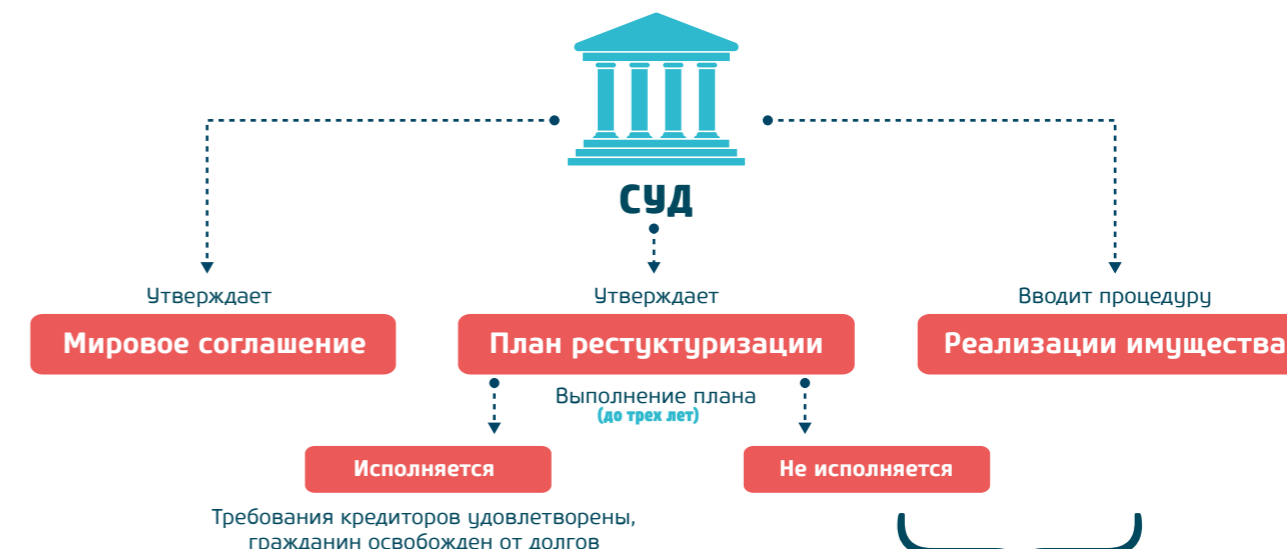 СУД
Утверждает
Утверждает
Вводит процедуру
Мировое соглашение
План рестуктуризации
Реализации имущества
Выполнение плана
(до трех лет)
Исполняется
Не исполняется
Требования кредиторов удовлетворены,
гражданин освобожден от долгов